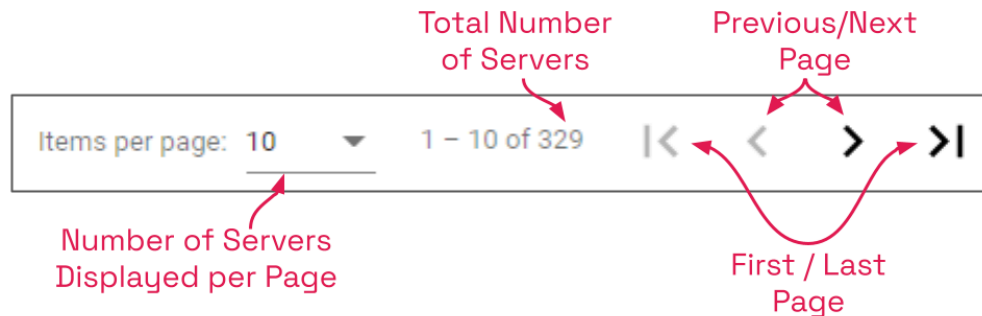 Total Number
of Servers
Previous/Next
Page
Items per page: 10
1 – 10 of 329
Number of Servers
Displayed per Page
First / Last
Page